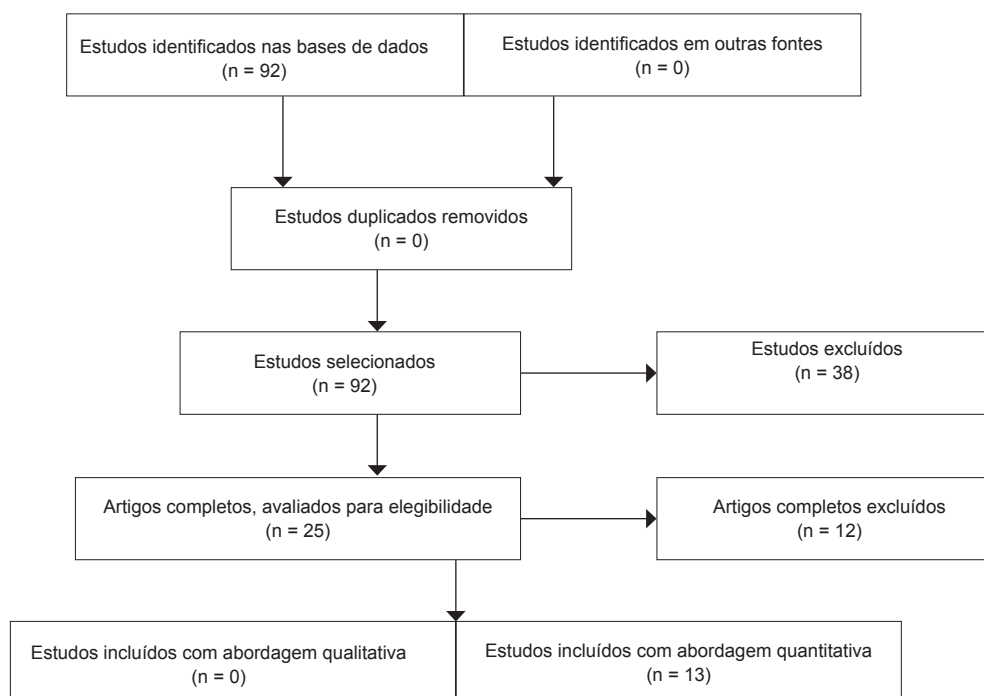 Estudos identificados nas bases de dados
(n = 92)
Estudos identificados em outras fontes
(n = 0)
Estudos duplicados removidos
(n = 0)
Estudos selecionados
(n = 92)
Estudos excluídos
(n = 38)
Artigos completos, avaliados para elegibilidade
(n = 25)
Artigos completos excluídos
(n = 12)
Estudos incluídos com abordagem qualitativa
(n = 0)
Estudos incluídos com abordagem quantitativa
(n = 13)